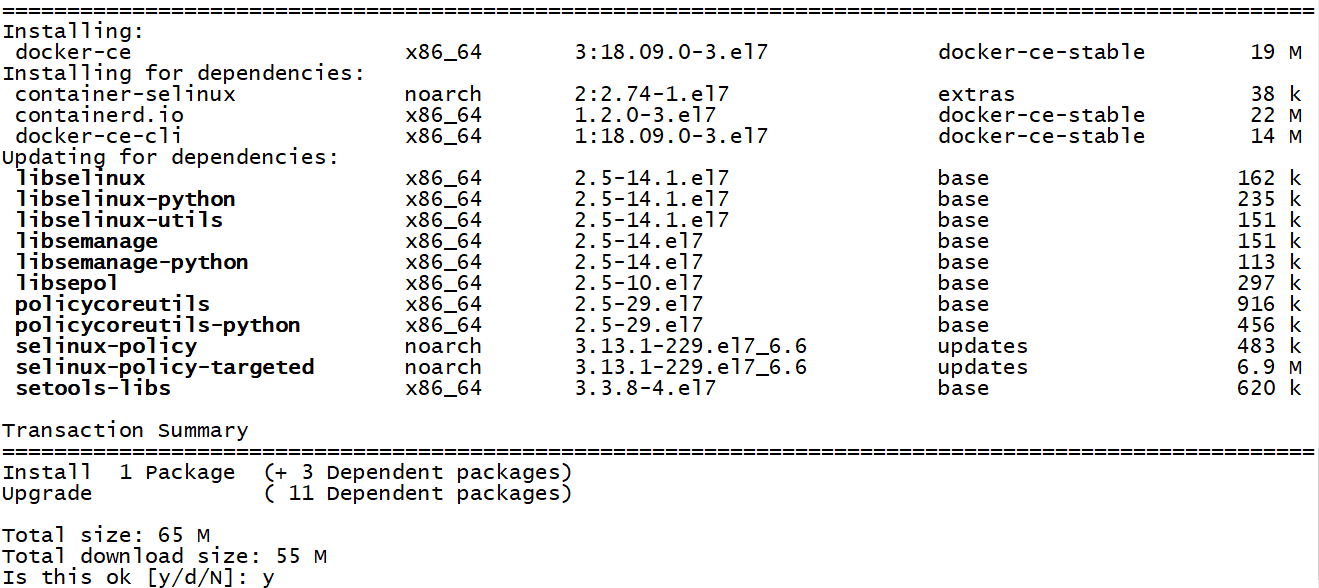 ================================================================================
Installing:
 docker-ce             x86_64       3:18.09.0-3.el7             docker-ce-stable        19 M
Installing for dependencies:
 container-selinux     noarch       2:2.74-1.el7                extras                  38 k
 containerd.io         x86_64       1.2.0-3.el7                 docker-ce-stable        22 M
 docker-ce-cli         x86_64       1:18.09.0-3.el7             docker-ce-stable        14 M
Updating for dependencies:
 libselinux            x86_64       2.5-14.1.el7                base                   162 k
 libselinux-python     x86_64       2.5-14.1.el7                base                   235 k
 libselinux-utils      x86_64       2.5-14.1.el7                base                   151 k
 libsemanage           x86_64       2.5-14.el7                  base                   151 k
 libsemanage-python    x86_64       2.5-14.el7                  base                   113 k
 libsepol              x86_64       2.5-10.el7                  base                   297 k
 policycoreutils       x86_64       2.5-29.el7                  base                   916 k
 policycoreutils-python x86_64      2.5-29.el7                  base                   456 k
 selinux-policy        noarch       3.13.1-229.el7_6.6          updates                483 k
 selinux-policy-targeted noarch     3.13.1-229.el7_6.6          updates                6.9 M
 setools-libs          x86_64       3.3.8-4.el7                 base                   620 k

Transaction Summary
================================================================================
Install  1 Package  (+ 3 Dependent packages)
Upgrade             ( 11 Dependent packages)

Total size: 65 M
Total download size: 55 M
Is this ok [y/d/N]: y